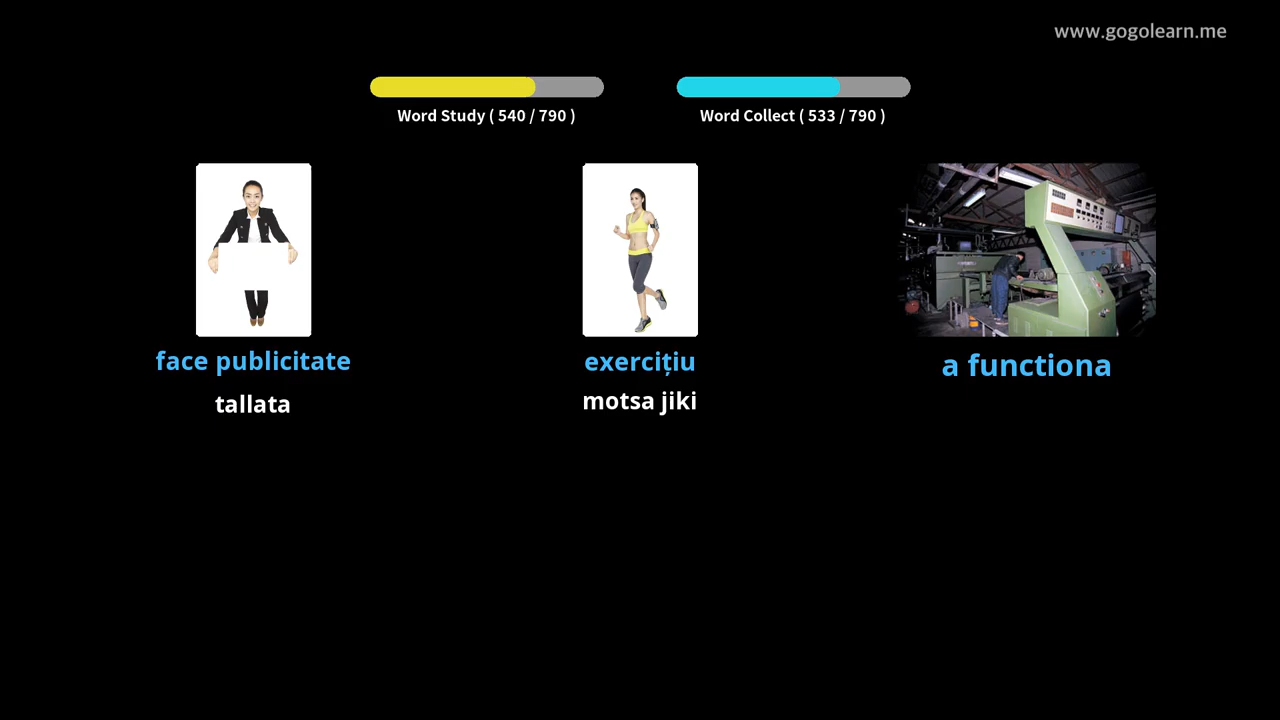 www.gogolearn.me
Word Study ( 540 / 790 )
Word Collect ( 533 / 790 )
face publicitate
exercițiu
a functiona
tallata
motsa jiki